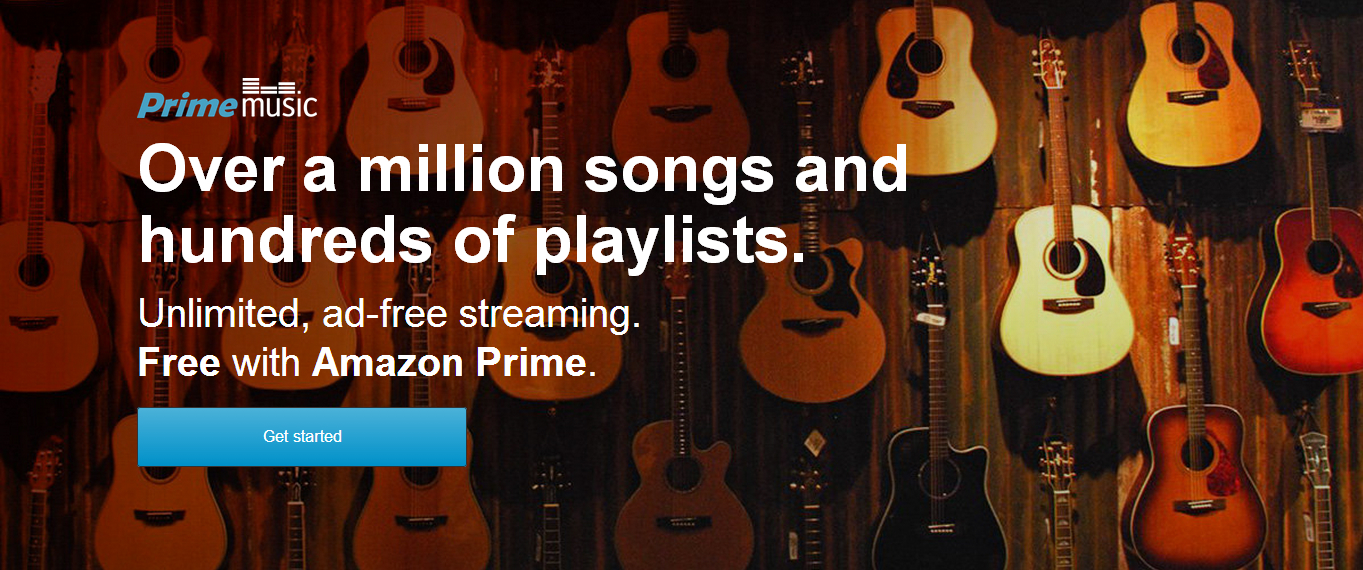 Prime music
Over a million songs and
hundreds of playlists.
Unlimited, ad-free streaming.
Free with Amazon Prime.
Get started